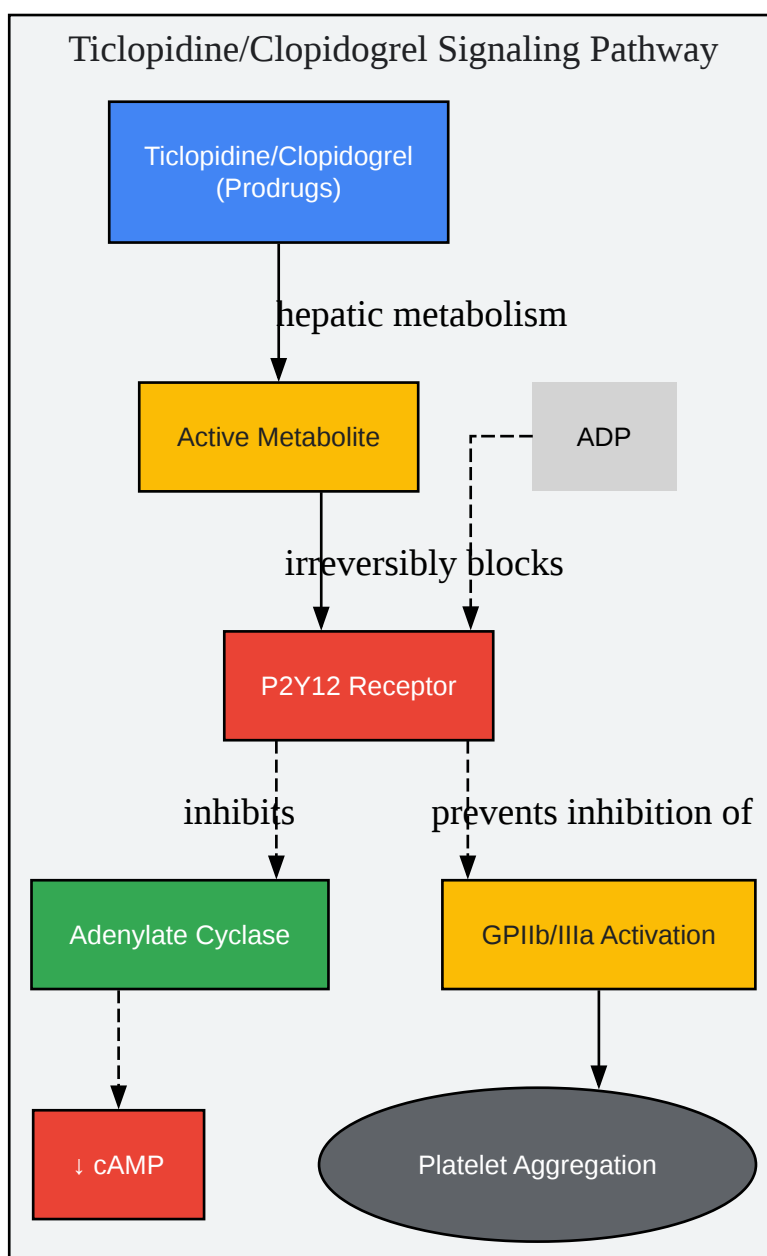 Ticlopidine/Clopidogrel Signaling Pathway
Ticlopidine/Clopidogrel
(Prodrugs)
hepatic metabolism
Active Metabolite
ADP
irreversibly blocks
P2Y12 Receptor
inhibits
prevents inhibition of
Adenylate Cyclase
GPIIb/IIIa Activation
↓ cAMP
Platelet Aggregation